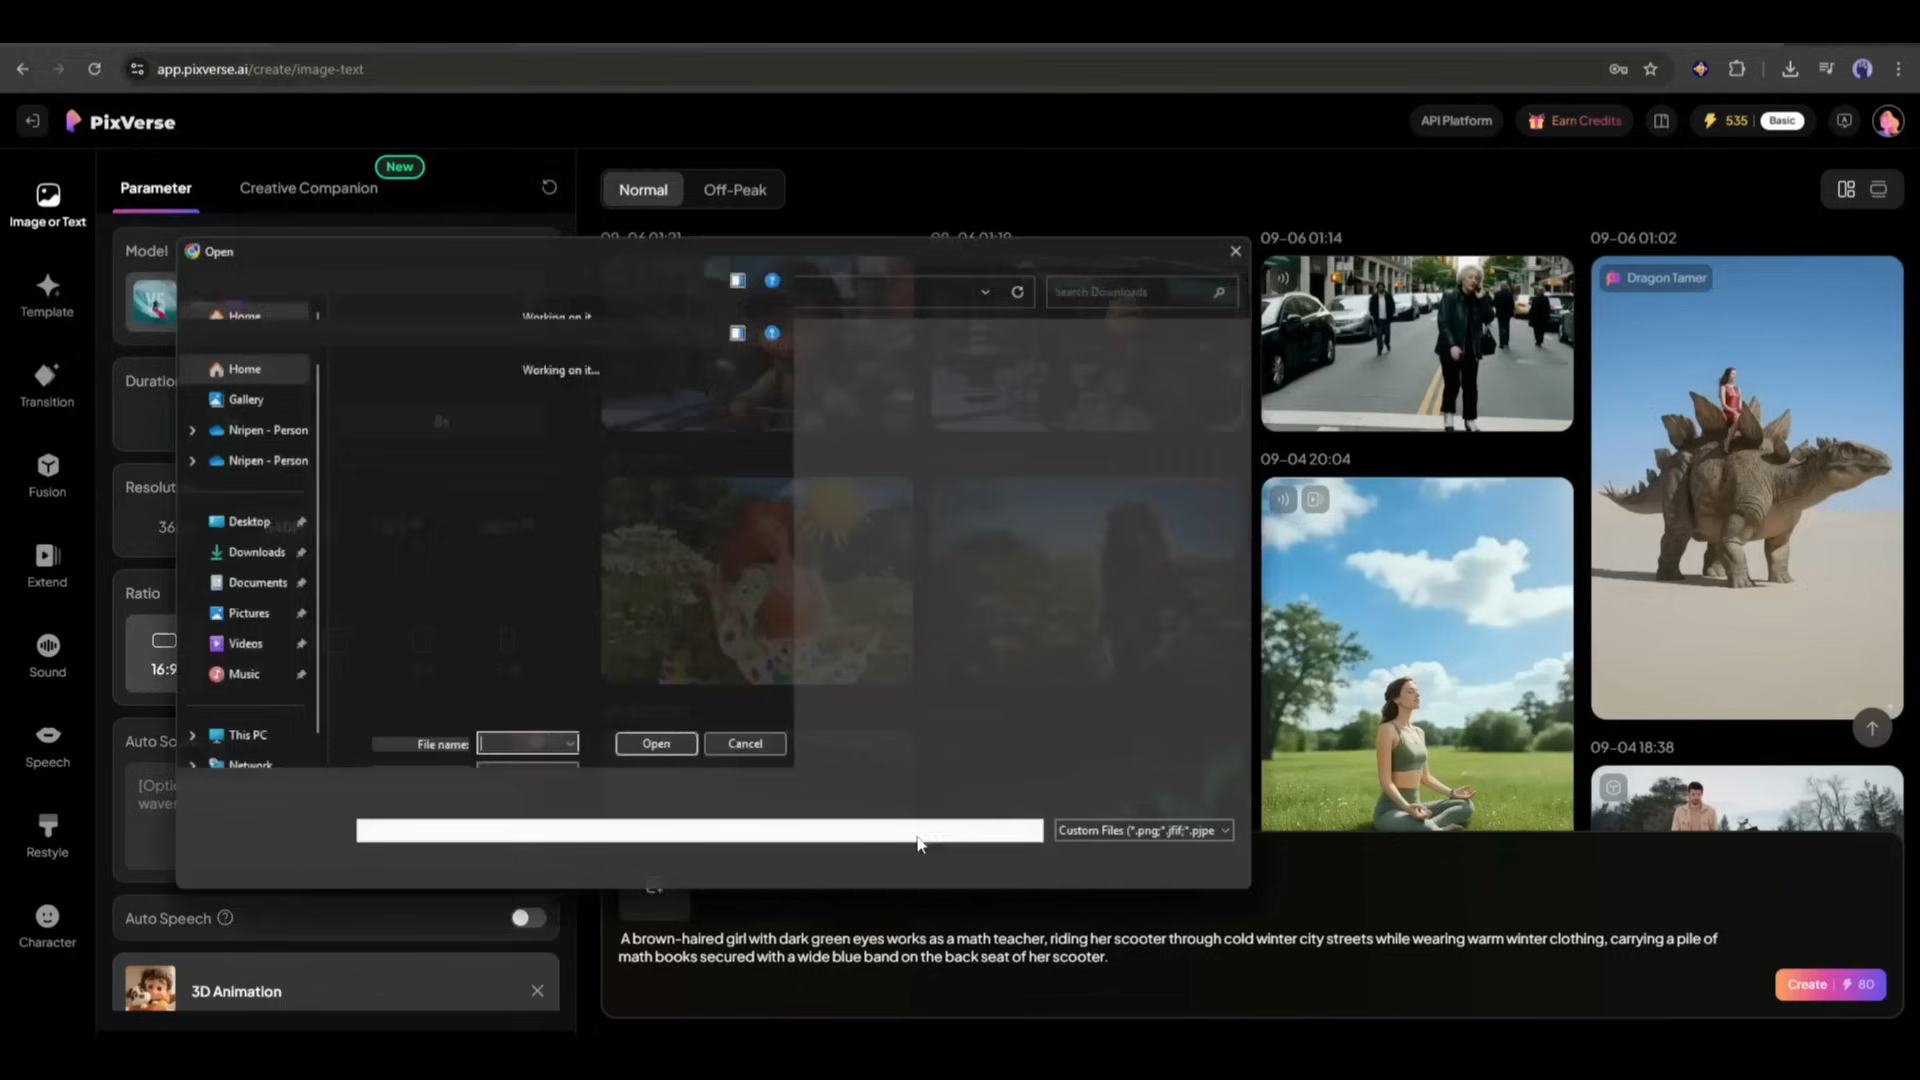 app.pixverse.ai/create/image-text
PixVerse
API Platform
Earn Credits
535
Basic
New
Parameter
Creative Companion
Normal
Off-Peak
Image or Text
Template
Transition
Fusion
Extend
Sound
Speech
Restyle
Character
Model
Open
Search Downloads
Home
Working on it
Home
Working on it...
Gallery
Nripen - Person
Nripen - Person
Desktop
Downloads
Documents
Pictures
Videos
Music
This PC
Network
File name:
Open
Cancel
Custom Files (*.png;*.jfif;*.pjpe
Ratio
16:9
Auto Speech
3D Animation
09-06 01:14
09-06 01:02
Dragon Tamer
09-04 20:04
09-04 18:38
A brown-haired girl with dark green eyes works as a math teacher, riding her scooter through cold winter city streets while wearing warm winter clothing, carrying a pile of
math books secured with a wide blue band on the back seat of her scooter.
Create
80